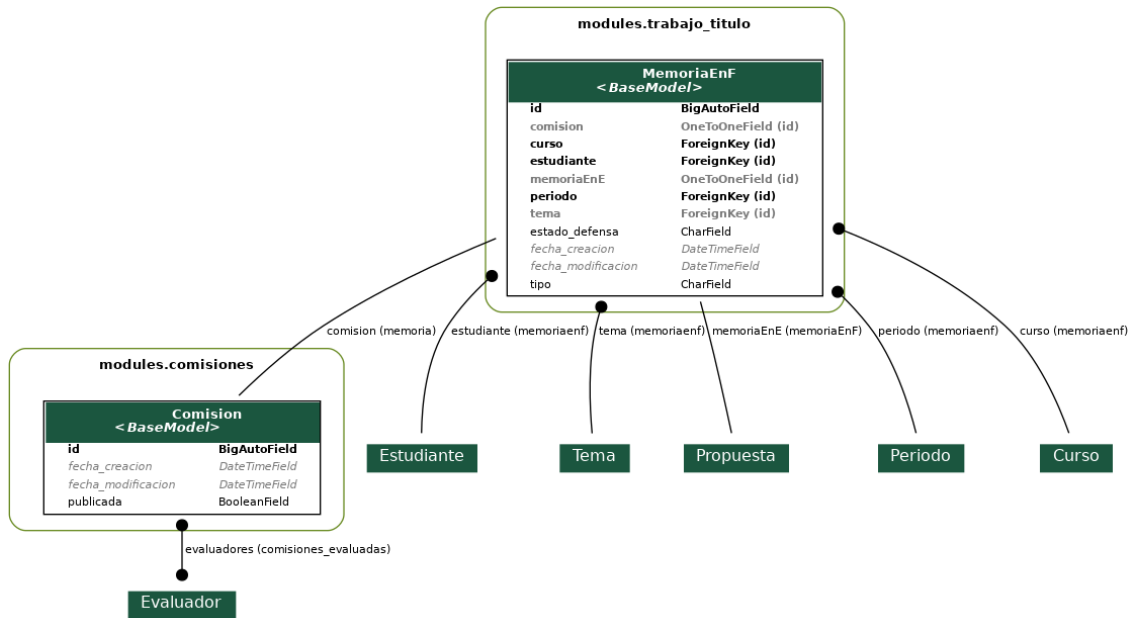 modules.trabajo_titulo
MemoriaEnF
<BaseModel>
id BigAutoField
comision OneToOneField (id)
curso ForeignKey (id)
estudiante ForeignKey (id)
memoriaEnE OneToOneField (id)
periodo ForeignKey (id)
tema ForeignKey (id)
estado_defensa CharField
fecha_creacion DateTimeField
fecha_modificacion DateTimeField
tipo CharField
comision (memoria) estudiante (memoriaenf) tema (memoriaenf) memoriaEnE (memoriaEnF) periodo (memoriaenf) curso (memoriaenf)
modules.comisiones
Comision
<BaseModel>
id BigAutoField
fecha_creacion DateTimeField
fecha_modificacion DateTimeField
publicada BooleanField
Estudiante Tema Propuesta Periodo Curso
evaluadores (comisiones_evaluadas)
Evaluador